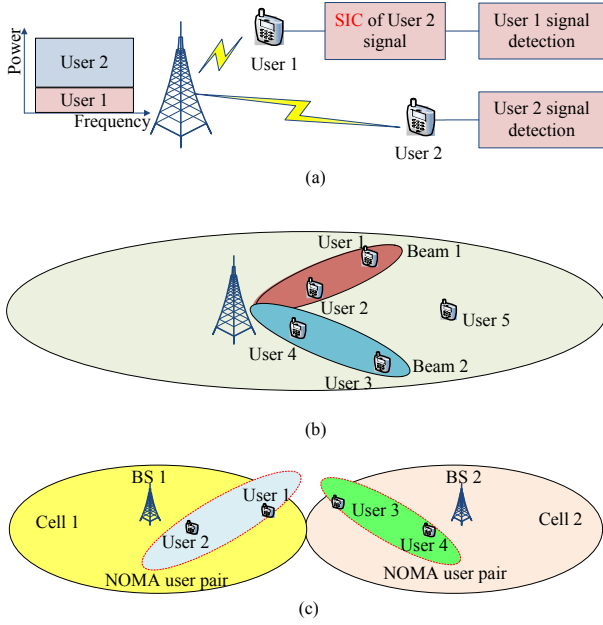 Power
User 2
User 1
Frequency
User 1
SIC of User 2
signal
User 1 signal
detection
User 2
User 2 signal
detection
(a)
User 1
Beam 1
User 2
User 5
User 4
User 3
Beam 2
(b)
BS 1
BS 2
Cell 1
User 1
User 2
NOMA user pair
User 3
User 4
Cell 2
NOMA user pair
(c)